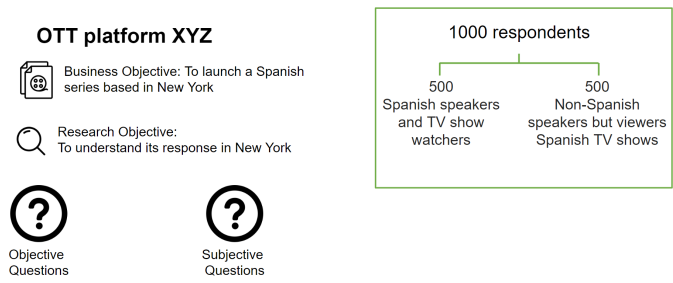 OTT platform XYZ
Business Objective: To launch a Spanish
series based in New York
Research Objective:
To understand its response in New York
Objective
Questions
Subjective
Questions
1000 respondents
500
Spanish speakers
and TV show
watchers
500
Non-Spanish
speakers but viewers
Spanish TV shows